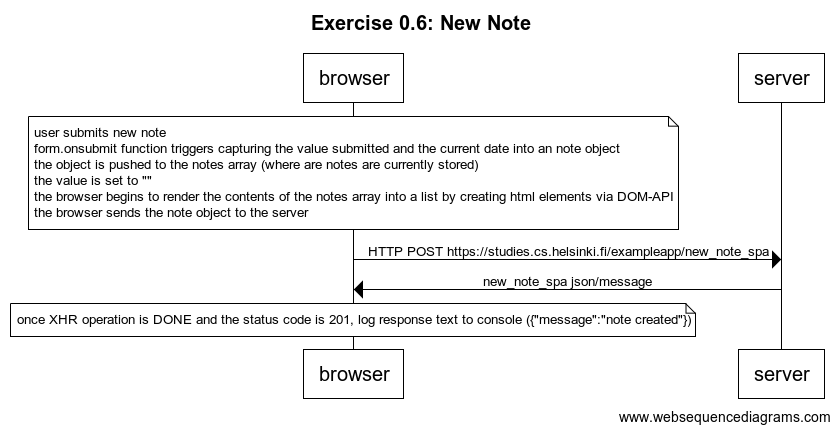 Exercise 0.6: New Note
browser
server
user submits new note
form.onsubmit function triggers capturing the value submitted and the current date into an note object
the object is pushed to the notes array (where are notes are currently stored)
the value is set to ""
the browser begins to render the contents of the notes array into a list by creating html elements via DOM-API
the browser sends the note object to the server
HTTP POST https://studies.cs.helsinki.fi/exampleapp/new_note_spa
new_note_spa json/message
once XHR operation is DONE and the status code is 201, log response text to console ({"message":"note created"})
browser
server
www.websequencediagrams.com